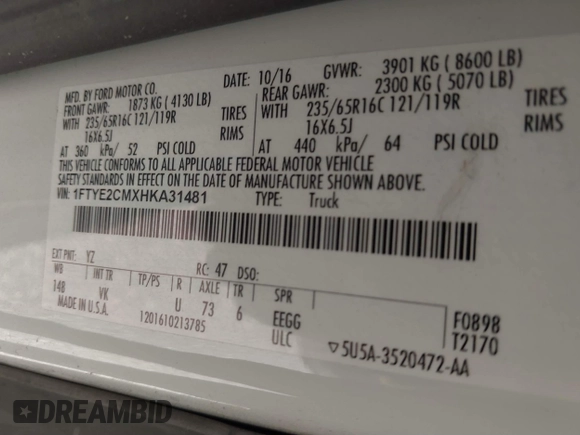 MFD. BY FORD MOTOR CO. DATE: 10/16 GVWR: 3901 KG ( 8600 LB)
FRONT GAWR: 1873 KG ( 4130 LB) REAR GAWR: 2300 KG ( 5070 LB)
WITH 235/65R16C 121/119R TIRES WITH 235/65R16C 121/119R TIRES
16X6.5J RIMS 16X6.5J RIMS
AT 360 kPa/ 52 PSI COLD AT 440 kPa/ 64 PSI COLD
THIS VEHICLE CONFORMS TO ALL APPLICABLE FEDERAL MOTOR VEHICLE
SAFETY STANDARDS IN EFFECT ON THE DATE OF MANUFACTURE SHOWN ABOVE.
VIN: 1FTYE2CMXHKA31481 TYPE: Truck
EXT PNT: YZ RC: 47 DSO:
WB INT TR TP/PS R AXLE TR SPR
148 VK U 73 6 EEGG F0898
MADE IN U.S.A. 1201610213785 ULC T2170
▽5U5A-3520472-AA
DREAMBID